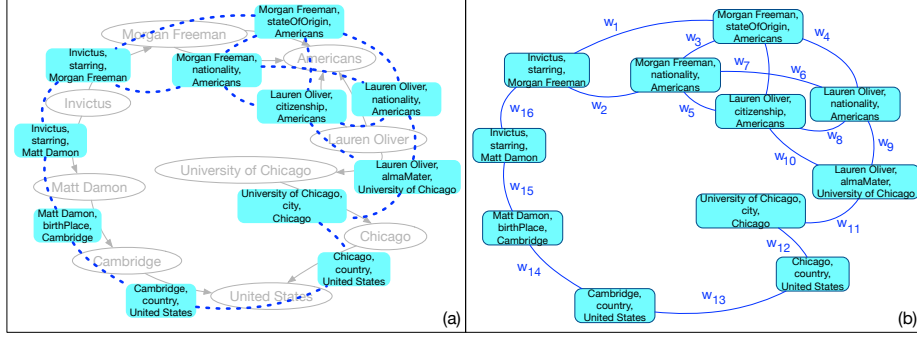 Morgan Freeman,
stateOfOrigin,
Americans
Morgan Freeman
Invictus,
starring,
Morgan Freeman
Morgan Freeman,
nationality,
Americans
Americans
Invictus
Lauren Oliver,
citizenship,
Americans
Lauren Oliver,
nationality,
Americans
Invictus,
starring,
Matt Damon
Lauren Oliver
University of Chicago
Lauren Oliver,
almaMater,
University of Chicago
Matt Damon
University of Chicago,
city,
Chicago
Matt Damon,
birthPlace,
Cambridge
Chicago
Cambridge
Chicago,
country,
United States
Cambridge,
country,
United States
United States
(a)
Morgan Freeman,
stateOfOrigin,
Americans
w1
w3
w4
Invictus,
starring,
Morgan Freeman
Morgan Freeman,
nationality,
Americans
w7
w6
w2
w5
Lauren Oliver,
citizenship,
Americans
Lauren Oliver,
nationality,
Americans
w16
w8
w9
Invictus,
starring,
Matt Damon
w10
Lauren Oliver,
almaMater,
University of Chicago
w15
University of Chicago,
city,
Chicago
w11
Matt Damon,
birthPlace,
Cambridge
w12
w14
Chicago,
country,
United States
Cambridge,
country,
United States
w13
(b)